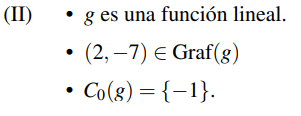 (II) • g es una función lineal.
• (2, −7) ∈ Graf(g)
• C₀(g) = {−1}.